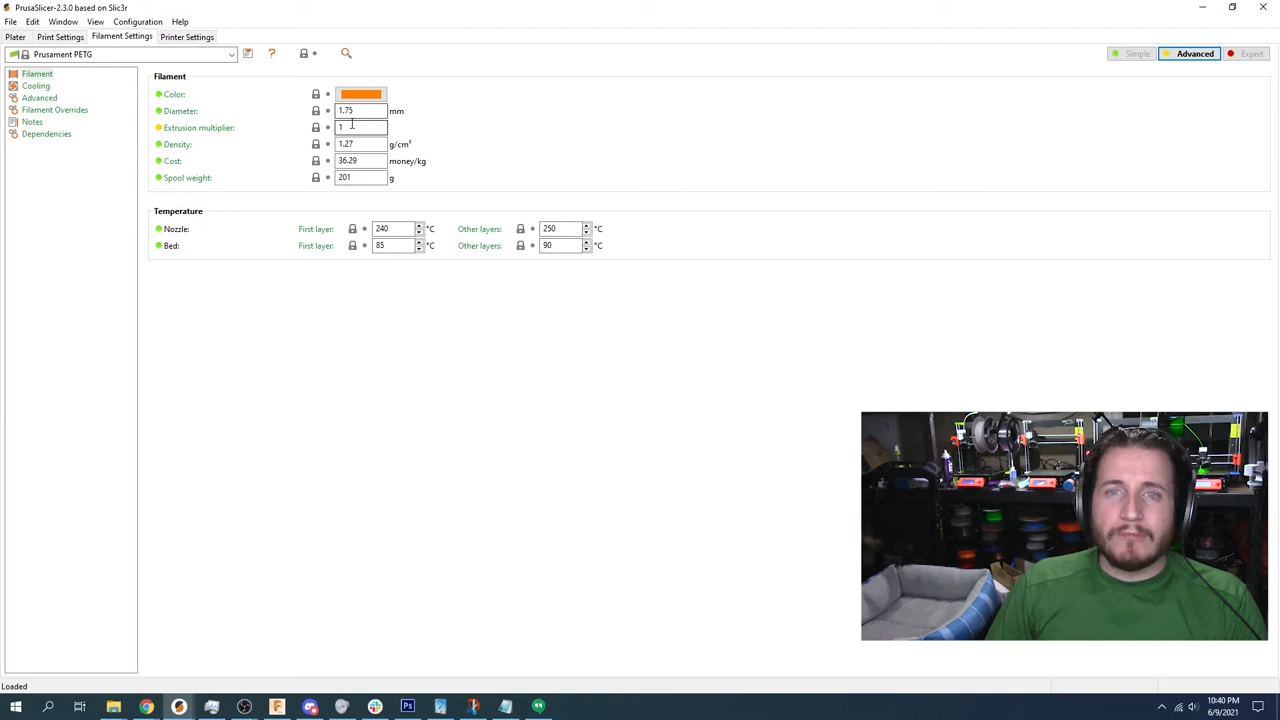 PrusaSlicer-2.3.0 based on Slic3r
File Edit Window View Configuration Help
Plater Print Settings Filament Settings Printer Settings
Prusament PETG
Simple Advanced Expert
Filament
Cooling
Advanced
Filament Overrides
Notes
Dependencies
Filament
Color:
Diameter: 1.75 mm
Extrusion multiplier: 1
Density: 1.27 g/cm³
Cost: 36.29 money/kg
Spool weight: 201 g
Temperature
Nozzle: First layer: 240 °C Other layers: 250 °C
Bed: First layer: 85 °C Other layers: 90 °C
Loaded
10:40 PM
6/9/2021